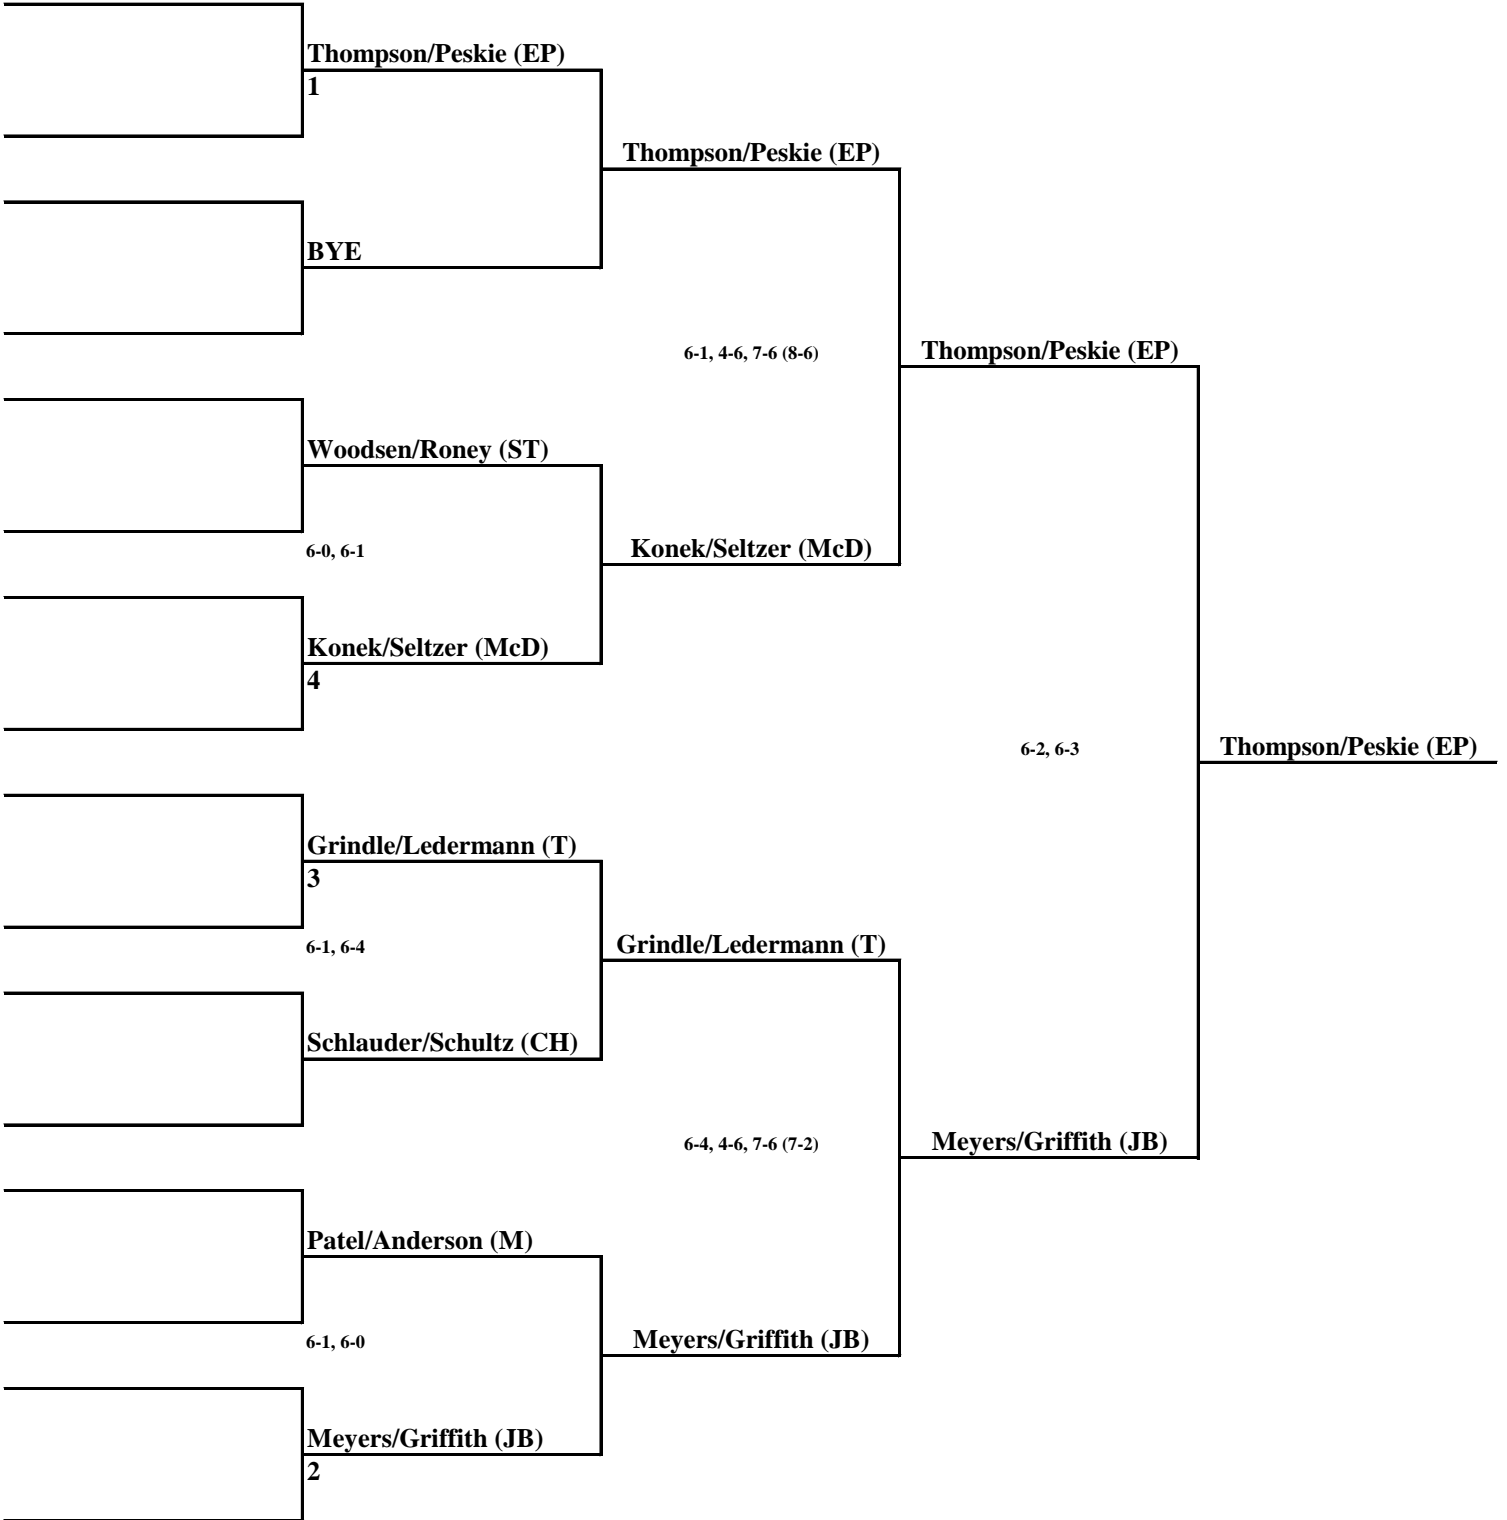 Thompson/Peskie (EP)
1
Thompson/Peskie (EP)
BYE
6-1, 4-6, 7-6 (8-6)
Thompson/Peskie (EP)
Woodsen/Roney (ST)
6-0, 6-1
Konek/Seltzer (McD)
Konek/Seltzer (McD)
4
6-2, 6-3
Thompson/Peskie (EP)
Grindle/Ledermann (T)
3
6-1, 6-4
Grindle/Ledermann (T)
Schlauder/Schultz (CH)
6-4, 4-6, 7-6 (7-2)
Meyers/Griffith (JB)
Patel/Anderson (M)
6-1, 6-0
Meyers/Griffith (JB)
Meyers/Griffith (JB)
2